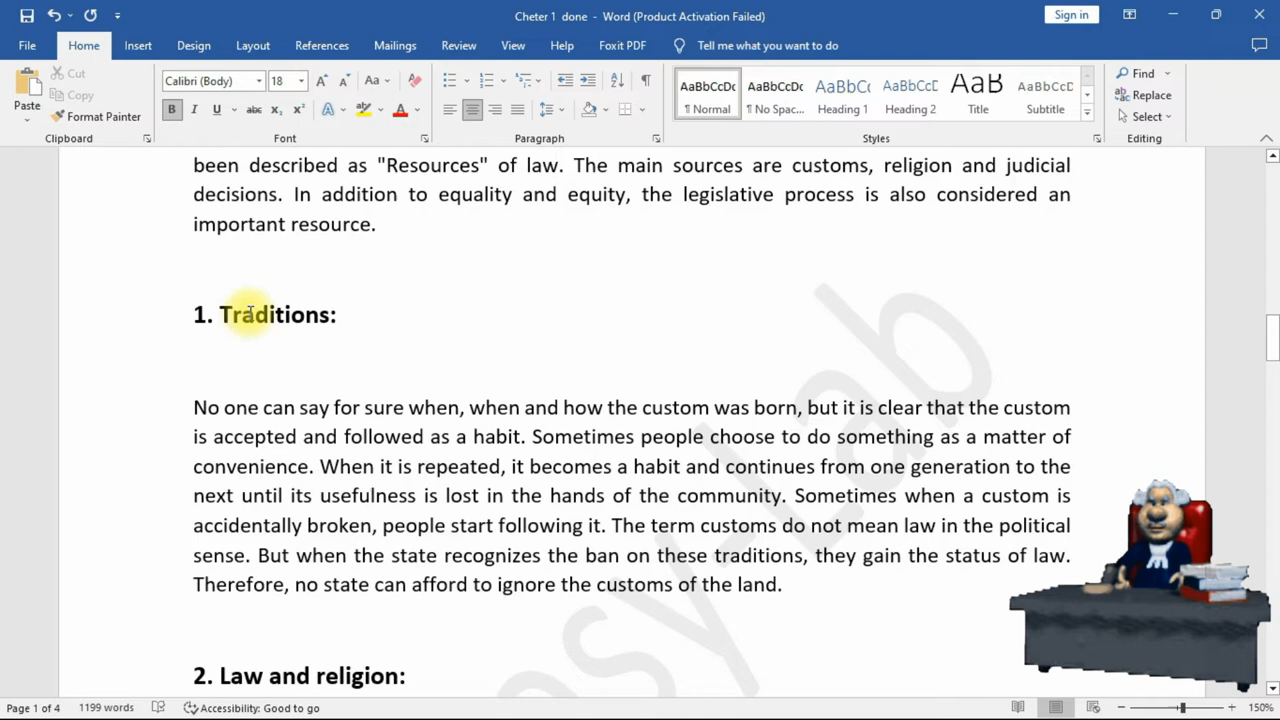 Cheter 1 done - Word (Product Activation Failed)
Sign in
File Home Insert Design Layout References Mailings Review View Help Foxit PDF Tell me what you want to do
Paste
Cut
Copy
Format Painter
Clipboard
Calibri (Body) 18
Font
Paragraph
AaBbCcDc AaBbCcDc AaBbC AaBbCcD AaB AaBbCcD
¶ Normal ¶ No Spac... Heading 1 Heading 2 Title Subtitle
Styles
Find
Replace
Select
Editing
been described as "Resources" of law. The main sources are customs, religion and judicial
decisions. In addition to equality and equity, the legislative process is also considered an
important resource.
1. Traditions:
No one can say for sure when, when and how the custom was born, but it is clear that the custom
is accepted and followed as a habit. Sometimes people choose to do something as a matter of
convenience. When it is repeated, it becomes a habit and continues from one generation to the
next until its usefulness is lost in the hands of the community. Sometimes when a custom is
accidentally broken, people start following it. The term customs do not mean law in the political
sense. But when the state recognizes the ban on these traditions, they gain the status of law.
Therefore, no state can afford to ignore the customs of the land.
2. Law and religion:
Page 1 of 4 1199 words Accessibility: Good to go 150%